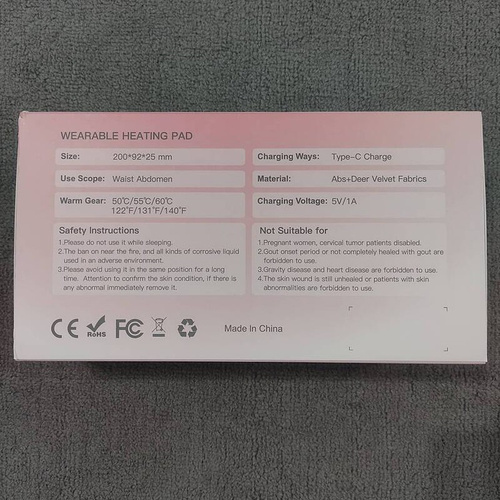 WEARABLE HEATING PAD
Size: 200*92*25 mm
Use Scope: Waist Abdomen
Warm Gear: 50℃/55℃/60℃
122°F/131°F/140°F
Charging Ways: Type-C Charge
Material: Abs+Deer Velvet Fabrics
Charging Voltage: 5V/1A
Safety Instructions
1.Please do not use it while sleeping.
2.The ban on near the fire, and all kinds of corrosive liquid
used in an adverse environment.
3.Please avoid using it in the same position for a long
time. Attention to confirm the skin condition, if there is
any abnormal immediately remove it.
Not Suitable for
1.Pregnant women, cervical tumor patients disabled.
2.Gout onset period or not completely healed with gout are
forbidden to use.
3.Gravity disease and heart disease are forbidden to use.
4.The skin wound is still unhealed or patients with skin
abnormalities are forbidden to use.
CE RoHS FC Made In China